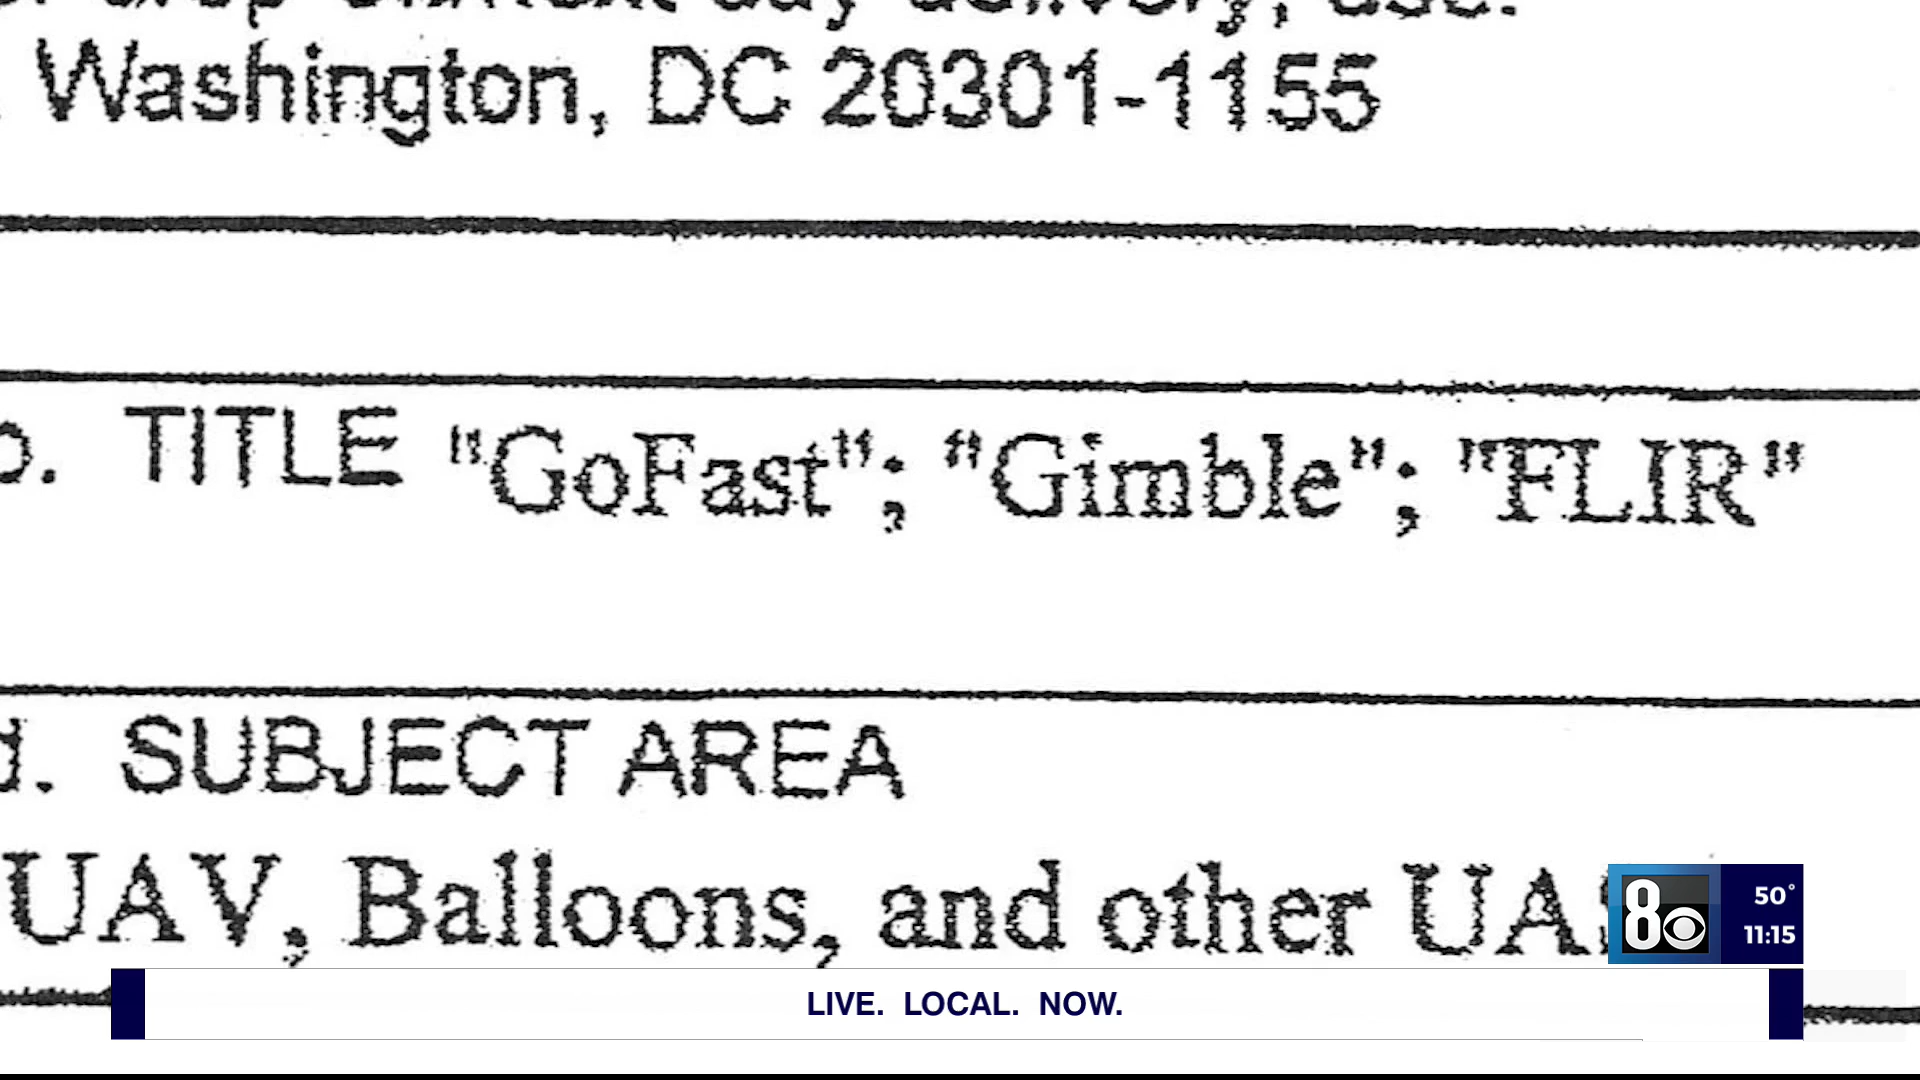 Washington, DC 20301-1155
TITLE "GoFast"; "Gimble"; "FLIR"
d. SUBJECT AREA
UAV, Balloons, and other
8
50°
11:15
LIVE. LOCAL. NOW.